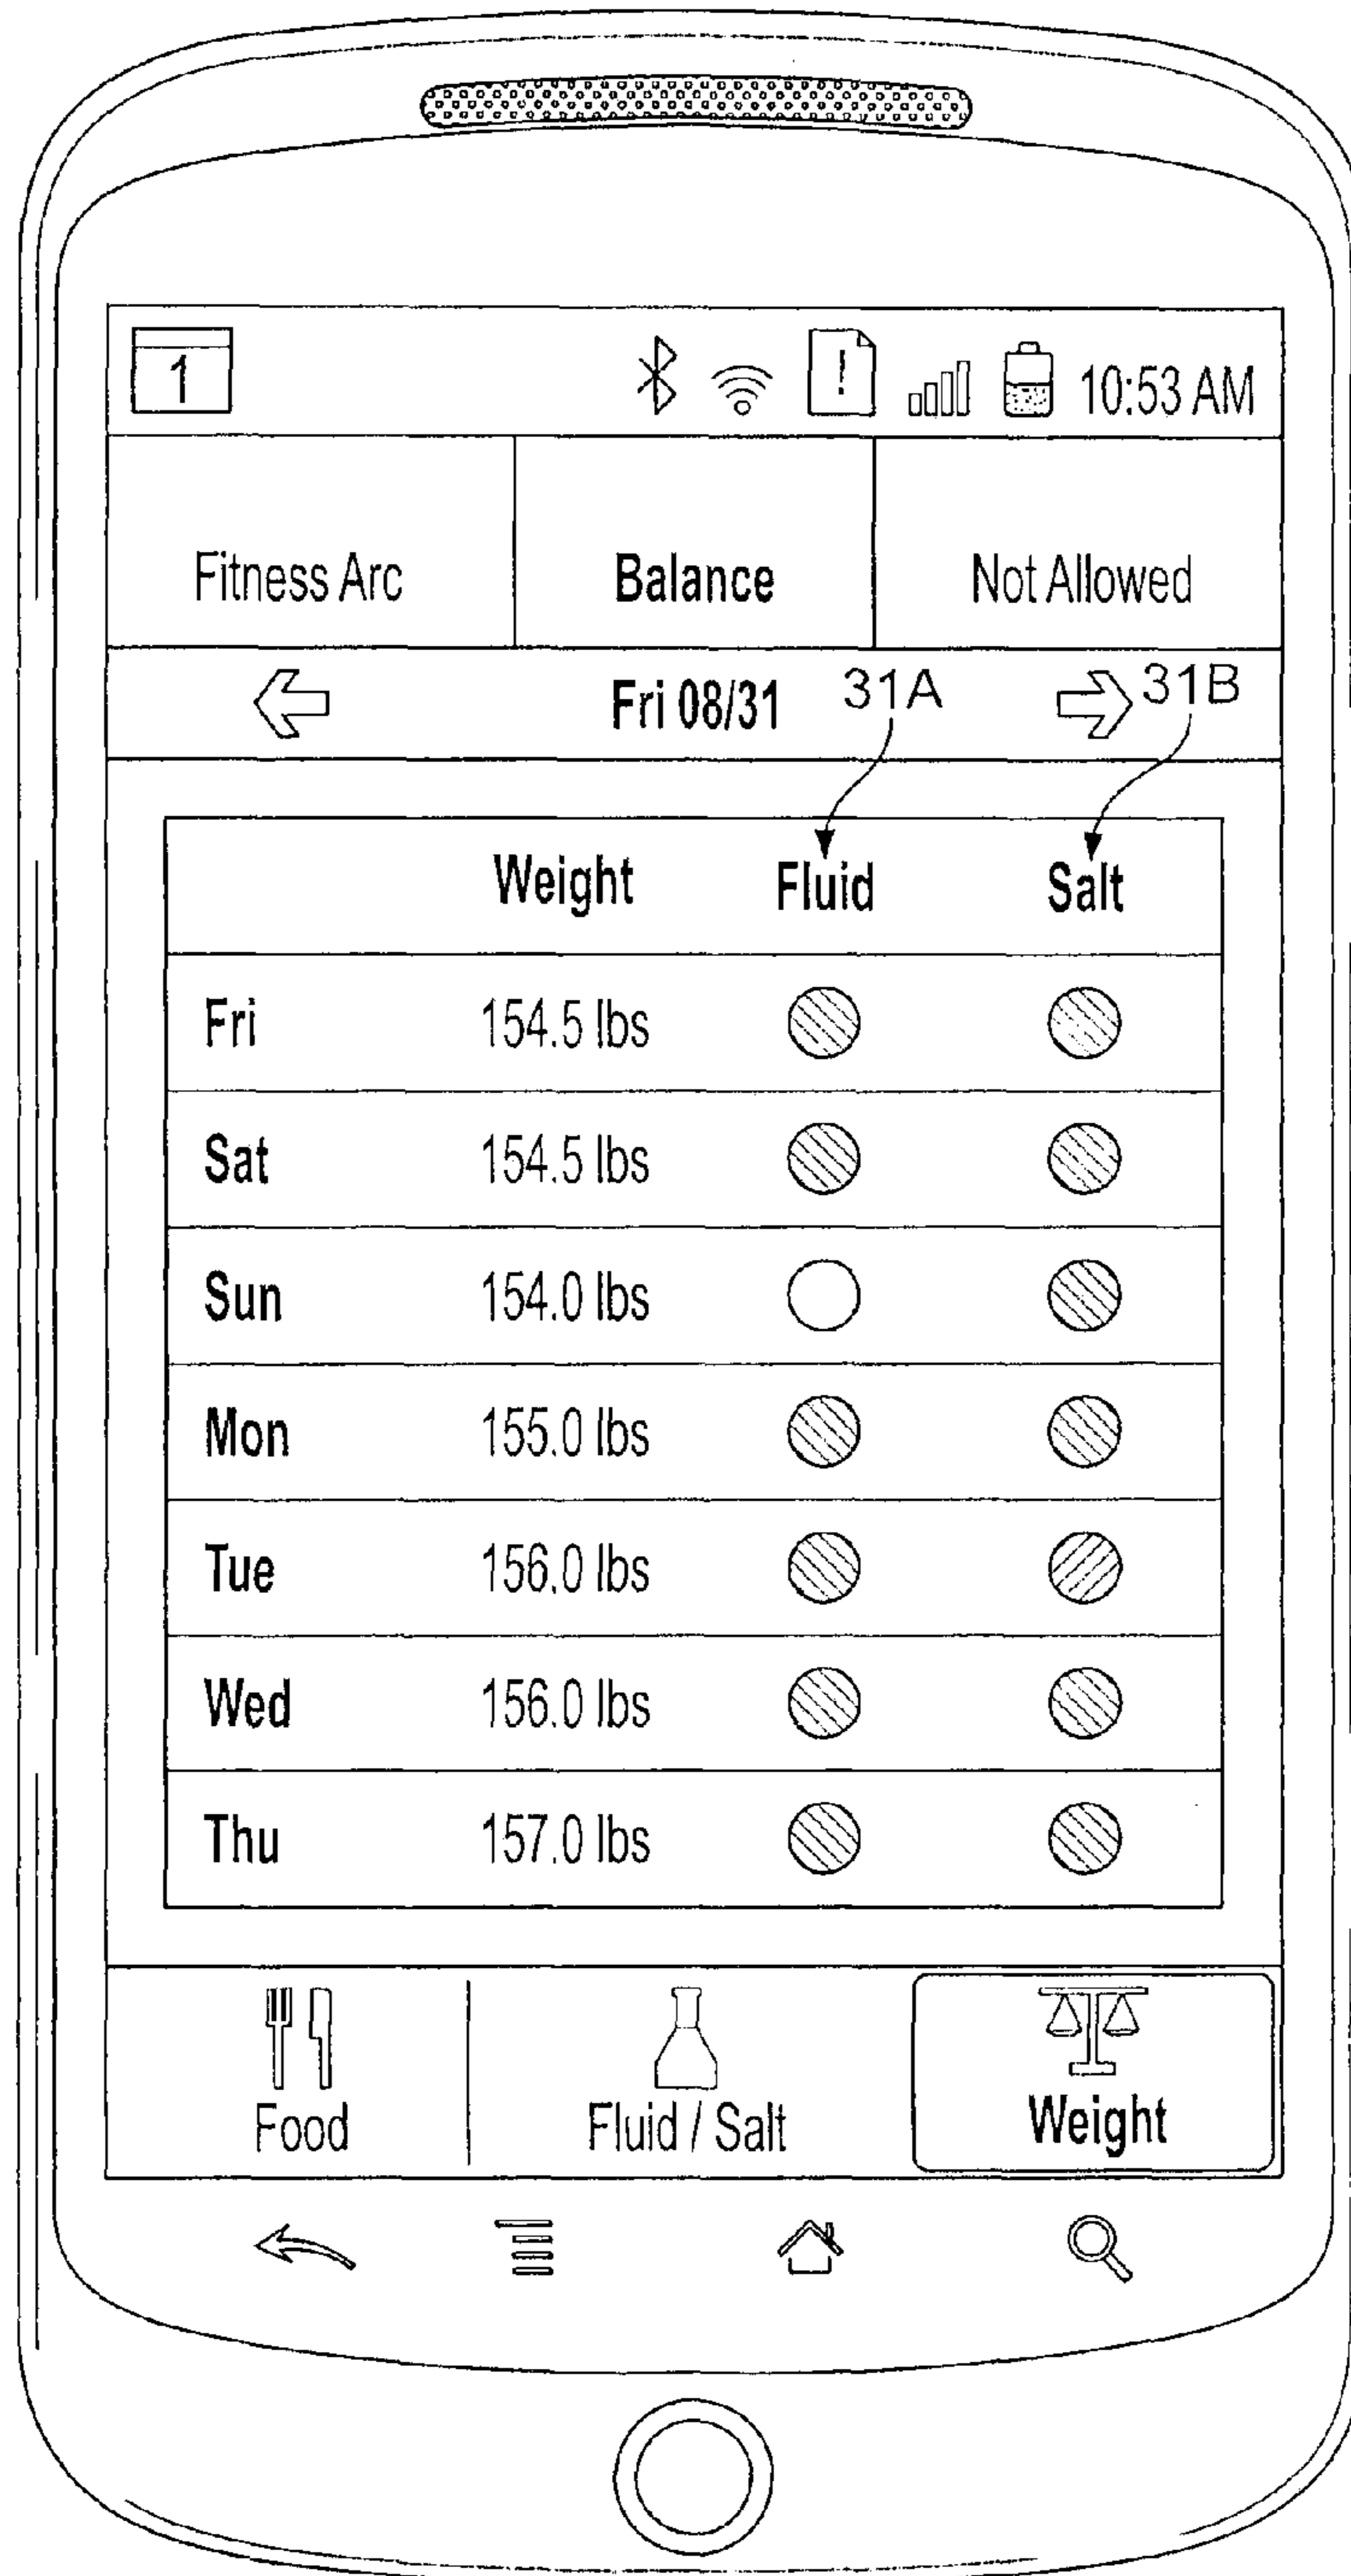 1 ! 10:53 AM
Fitness Arc Balance Not Allowed
Fri 08/31 31A 31B
Weight Fluid Salt
Fri 154.5 lbs
Sat 154.5 lbs
Sun 154.0 lbs
Mon 155.0 lbs
Tue 156.0 lbs
Wed 156.0 lbs
Thu 157.0 lbs
Food Fluid / Salt Weight